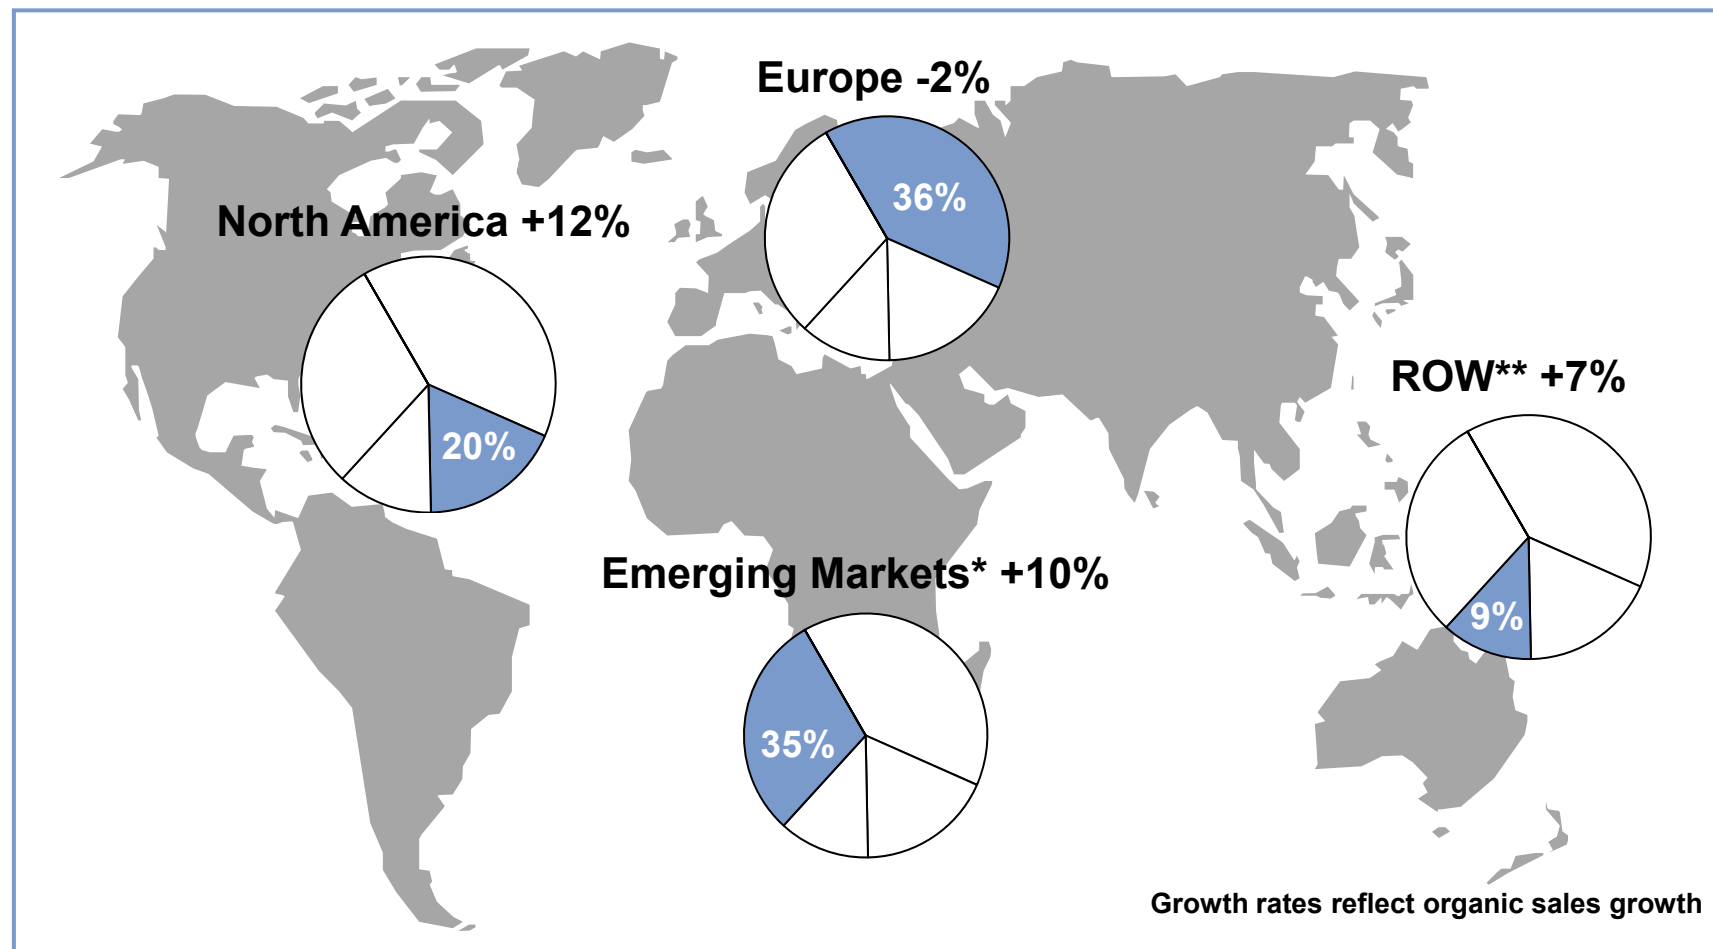 Europe -2%
36%
North America +12%
20%
ROW** +7%
9%
Emerging Markets* +10%
35%
Growth rates reflect organic sales growth